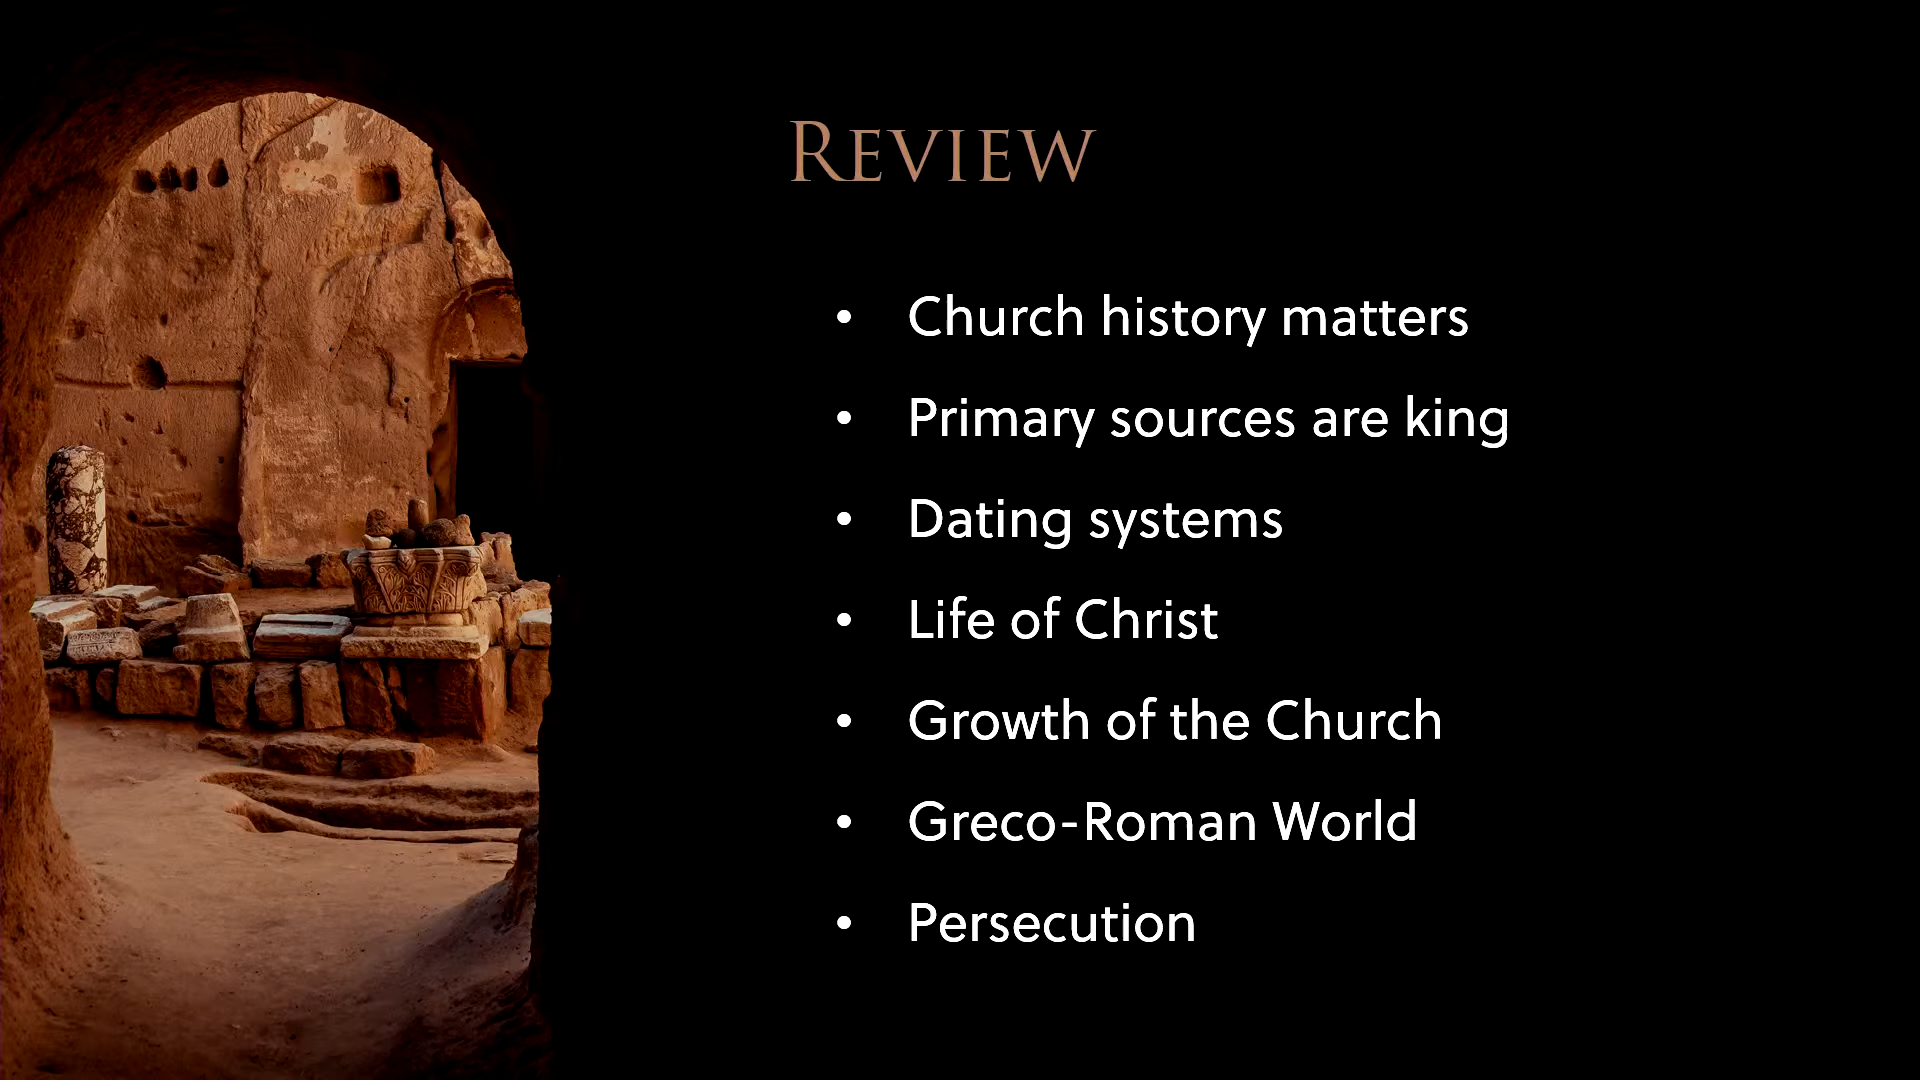 Review
• Church history matters
• Primary sources are king
• Dating systems
• Life of Christ
• Growth of the Church
• Greco-Roman World
• Persecution